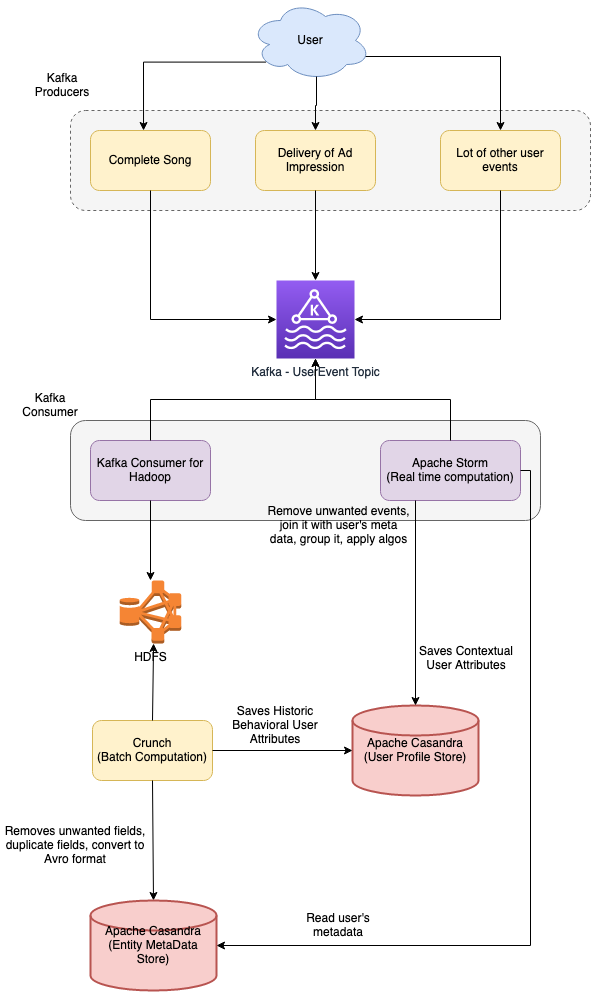 User
Kafka
Producers
Complete Song
Delivery of Ad
Impression
Lot of other user
events
K
Kafka - UserEvent Topic
Kafka
Consumer
Kafka Consumer for
Hadoop
Apache Storm
(Real time computation)
Remove unwanted events,
join it with user's meta
data, group it, apply algos
HDFS
Saves Contextual
User Attributes
Saves Historic
Behavioral User
Attributes
Crunch
(Batch Computation)
Apache Casandra
(User Profile Store)
Removes unwanted fields,
duplicate fields, convert to
Avro format
Read user's
metadata
Apache Casandra
(Entity MetaData
Store)